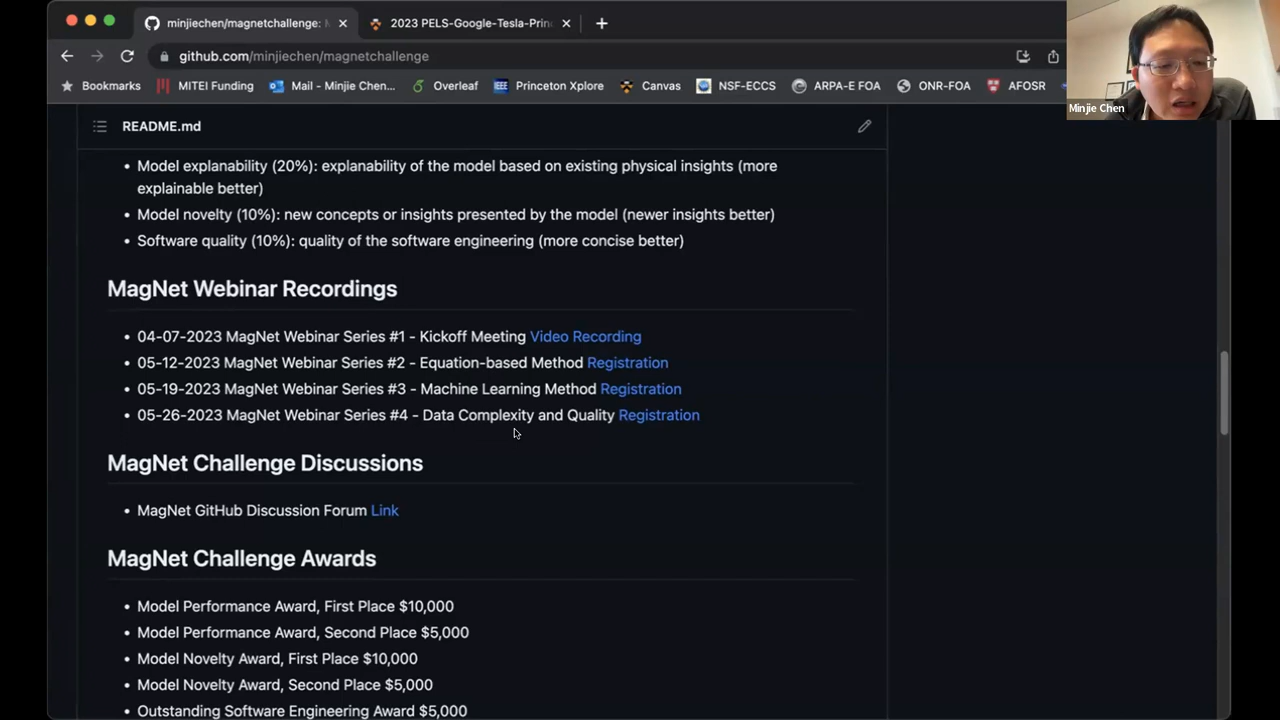 minjiechen/magnetchallenge:
2023 PELS-Google-Tesla-Prin
github.com/minjiechen/magnetchallenge
Bookmarks
MITEI Funding
Mail - Minjie Chen...
Overleaf
Princeton Xplore
Canvas
NSF-ECCS
ARPA-E FOA
ONR-FOA
AFOSR
Minjie Chen
README.md
• Model explanability (20%): explanability of the model based on existing physical insights (more
explainable better)
• Model novelty (10%): new concepts or insights presented by the model (newer insights better)
• Software quality (10%): quality of the software engineering (more concise better)
MagNet Webinar Recordings
• 04-07-2023 MagNet Webinar Series #1 - Kickoff Meeting Video Recording
• 05-12-2023 MagNet Webinar Series #2 - Equation-based Method Registration
• 05-19-2023 MagNet Webinar Series #3 - Machine Learning Method Registration
• 05-26-2023 MagNet Webinar Series #4 - Data Complexity and Quality Registration
MagNet Challenge Discussions
• MagNet GitHub Discussion Forum Link
MagNet Challenge Awards
• Model Performance Award, First Place $10,000
• Model Performance Award, Second Place $5,000
• Model Novelty Award, First Place $10,000
• Model Novelty Award, Second Place $5,000
• Outstanding Software Engineering Award $5,000